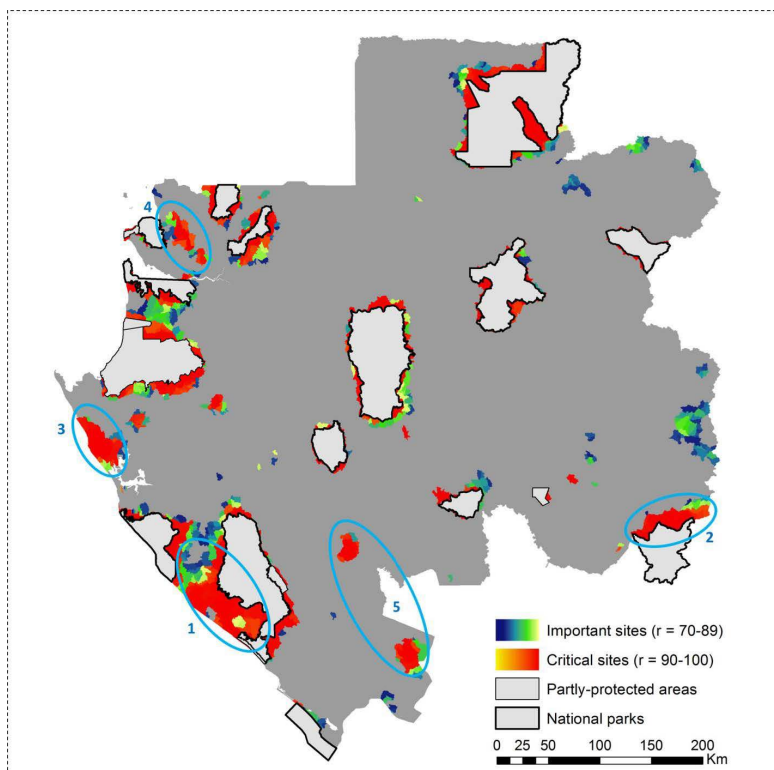 4
3
2
1
5
Important sites (r = 70-89)
Critical sites (r = 90-100)
Partly-protected areas
National parks
0 25 50 100 150 200
Km